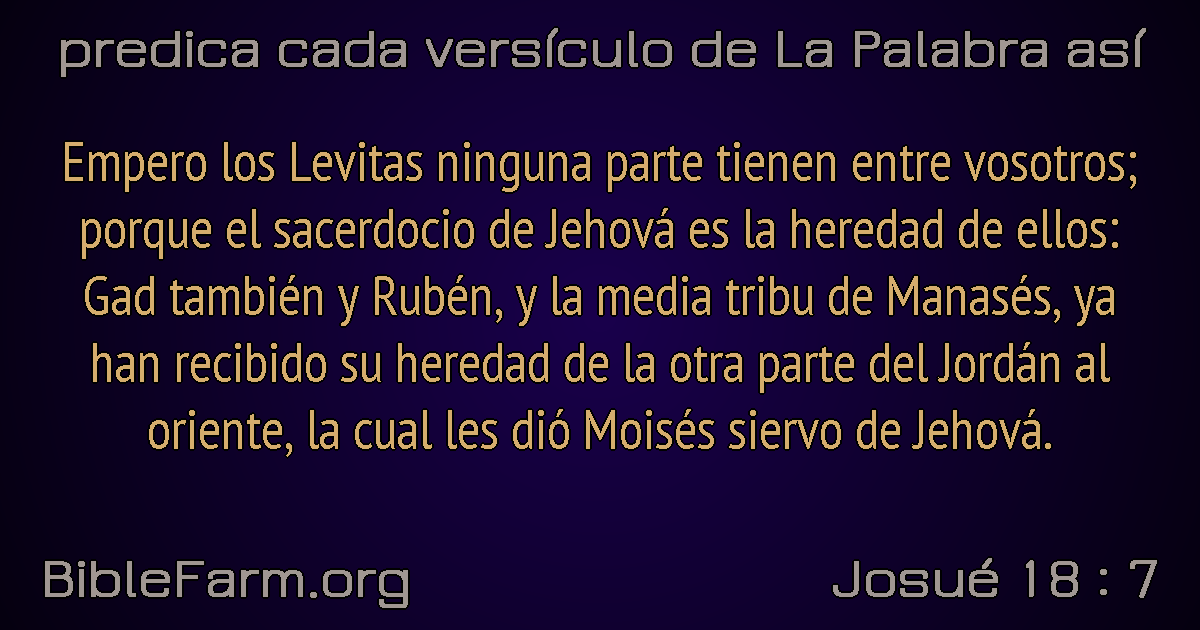 predica cada versículo de La Palabra así
Empero los Levitas ninguna parte tienen entre vosotros;
porque el sacerdocio de Jehová es la heredad de ellos:
Gad también y Rubén, y la media tribu de Manasés, ya
han recibido su heredad de la otra parte del Jordán al
oriente, la cual les dió Moisés siervo de Jehová.
BibleFarm.org
Josué 18 : 7